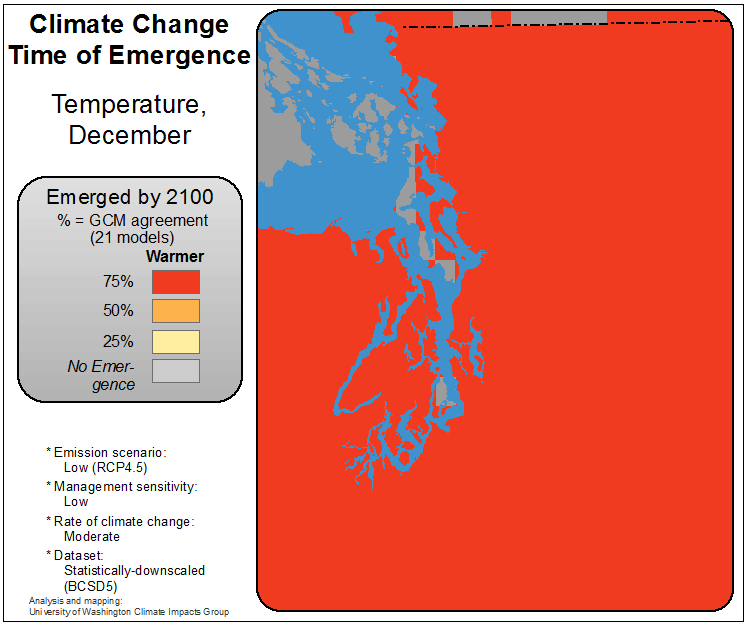 Climate Change
Time of Emergence
Temperature,
December
Emerged by 2100
% = GCM agreement
(21 models)
Warmer
75%
50%
25%
No Emer-
gence
* Emission scenario:
Low (RCP4.5)
* Management sensitivity:
Low
* Rate of climate change:
Moderate
* Dataset:
Statistically-downscaled
(BCSD5)
Analysis and mapping:
University of Washington Climate Impacts Group